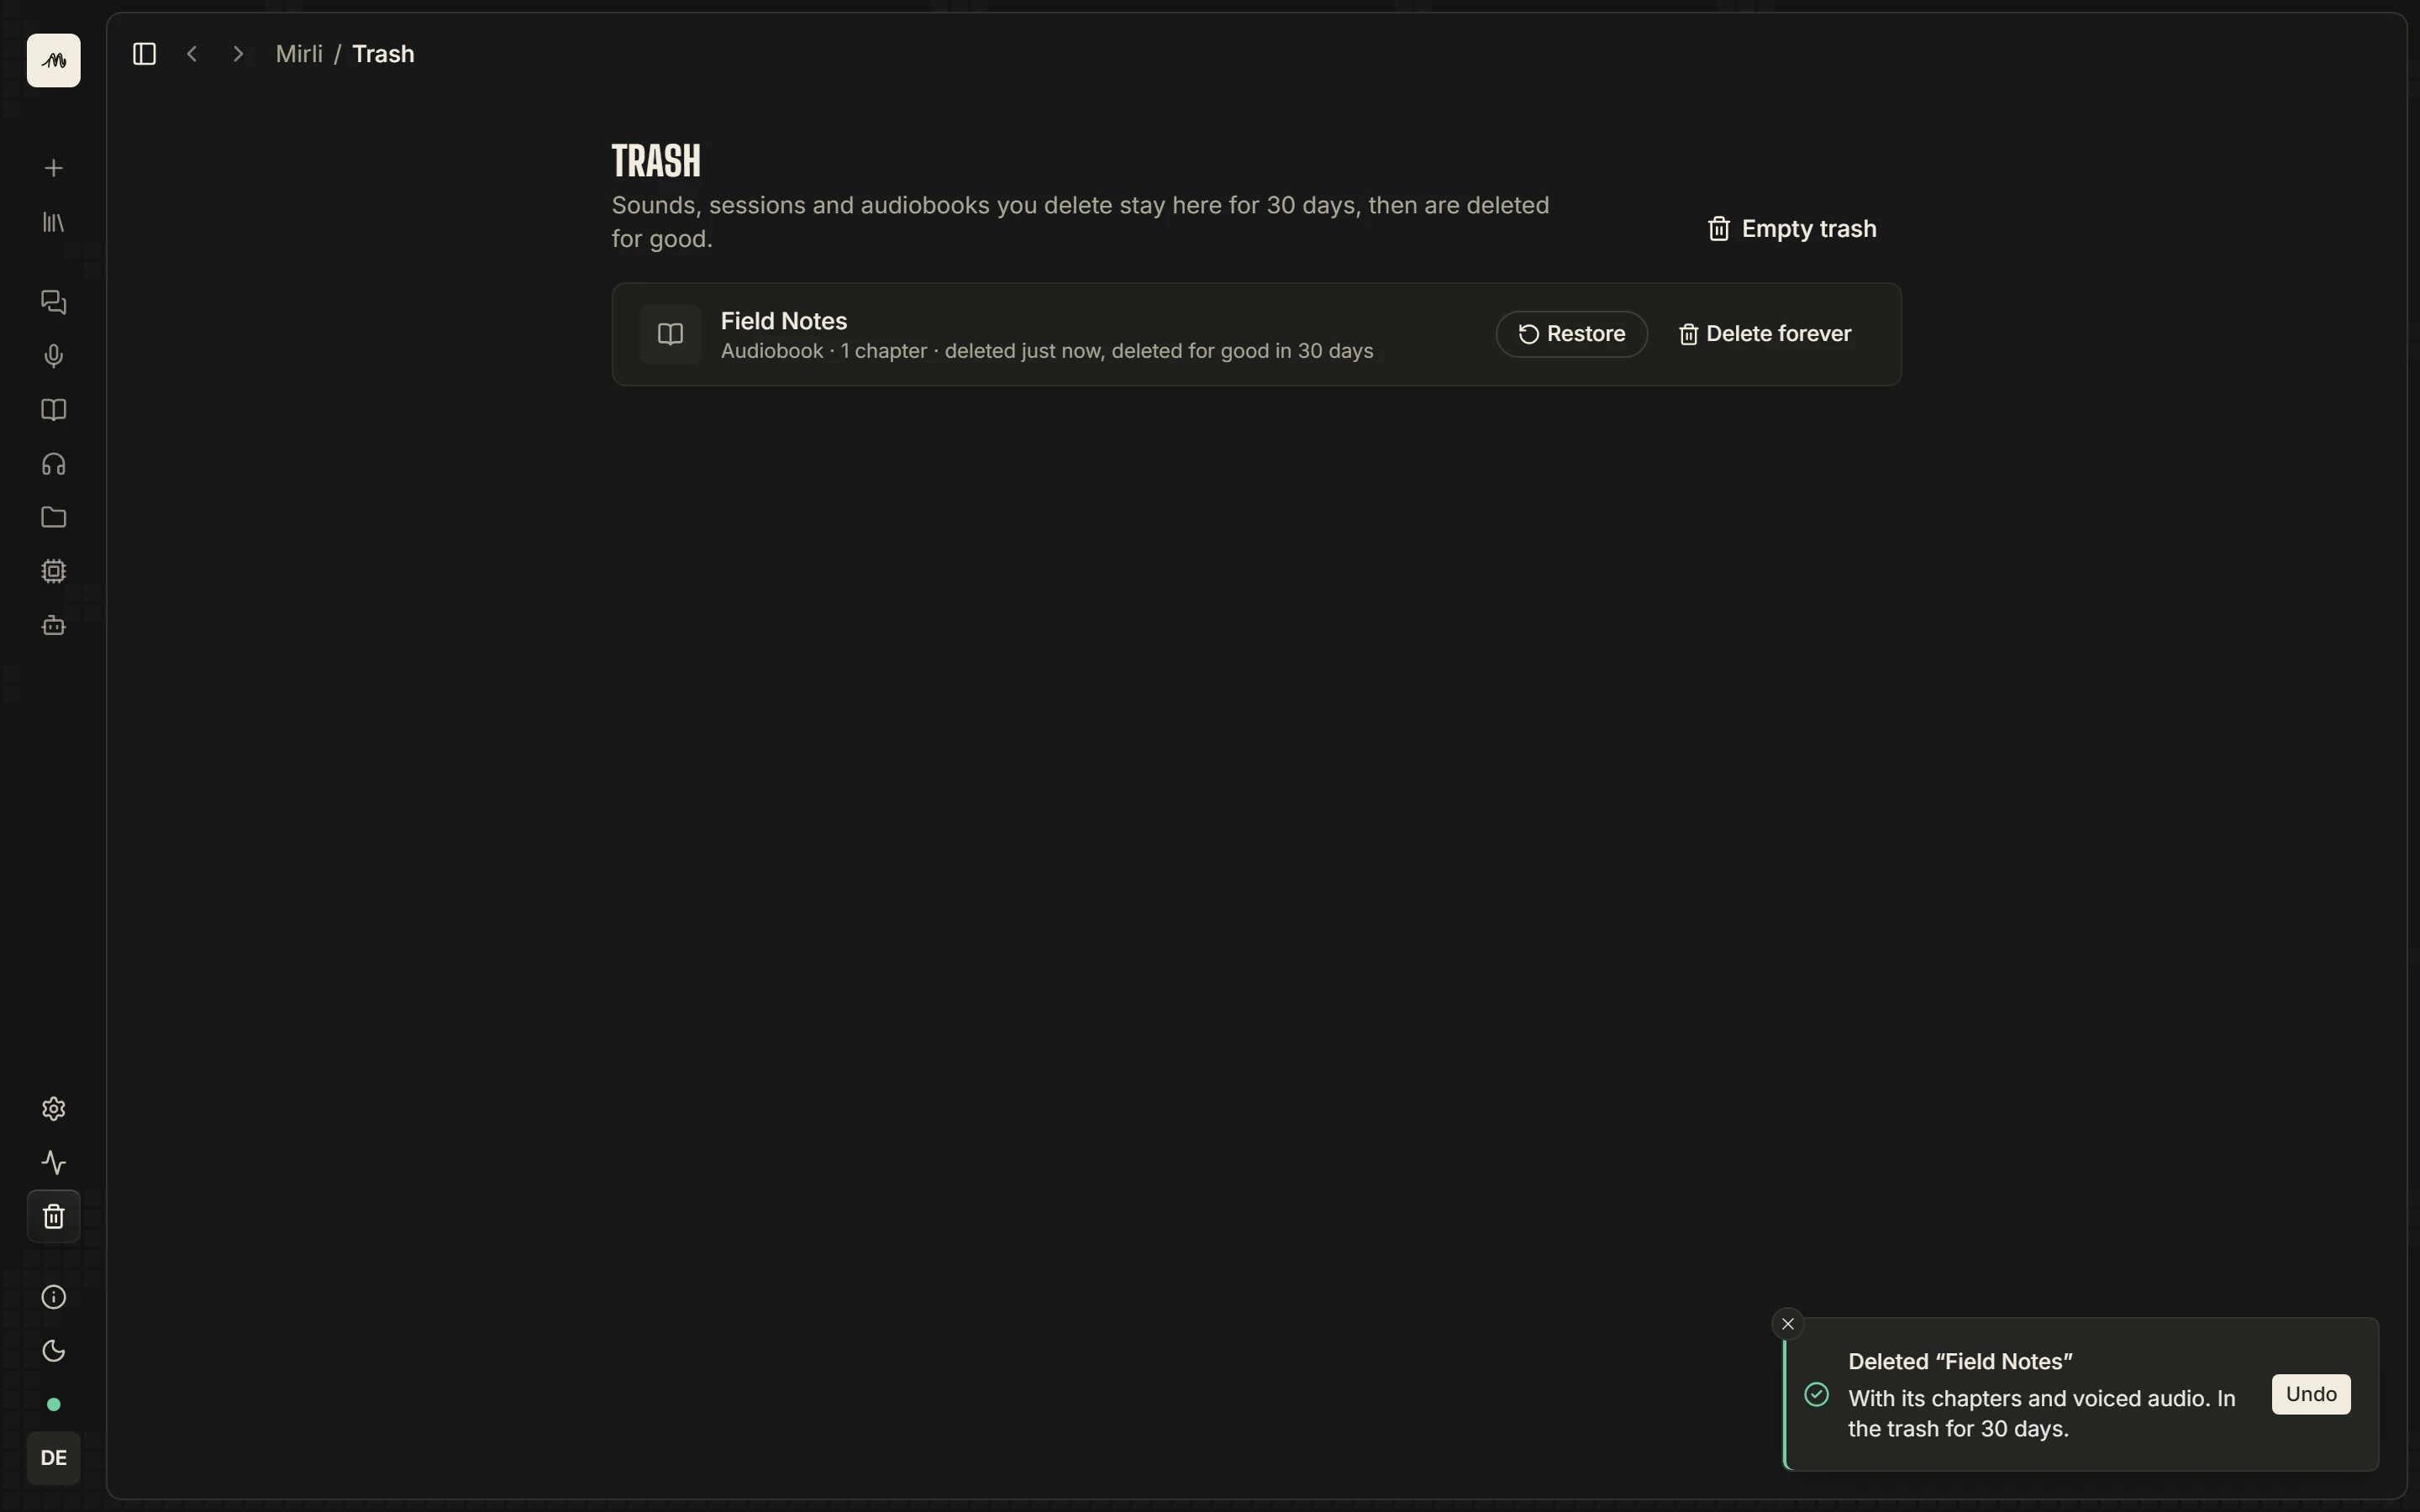 Mirli / Trash
TRASH
Sounds, sessions and audiobooks you delete stay here for 30 days, then are deleted
for good.
Empty trash
Field Notes
Audiobook · 1 chapter · deleted just now, deleted for good in 30 days
Restore
Delete forever
Deleted “Field Notes”
With its chapters and voiced audio. In
the trash for 30 days.
Undo
DE